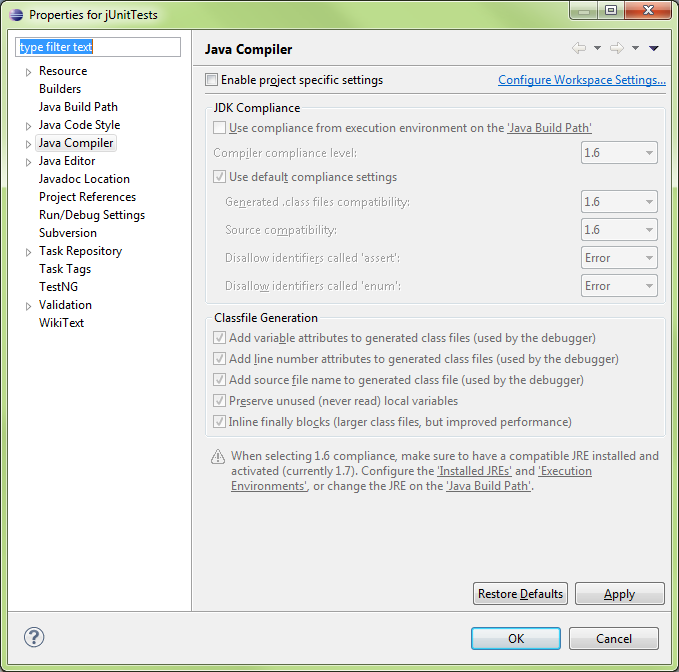 Properties for jUnitTests
type filter text
Resource
Builders
Java Build Path
Java Code Style
Java Compiler
Java Editor
Javadoc Location
Project References
Run/Debug Settings
Subversion
Task Repository
Task Tags
TestNG
Validation
WikiText
Java Compiler
Enable project specific settings
Configure Workspace Settings...
JDK Compliance
Use compliance from execution environment on the 'Java Build Path'
Compiler compliance level: 1.6
Use default compliance settings
Generated .class files compatibility: 1.6
Source compatibility: 1.6
Disallow identifiers called 'assert': Error
Disallow identifiers called 'enum': Error
Classfile Generation
Add variable attributes to generated class files (used by the debugger)
Add line number attributes to generated class files (used by the debugger)
Add source file name to generated class file (used by the debugger)
Preserve unused (never read) local variables
Inline finally blocks (larger class files, but improved performance)
When selecting 1.6 compliance, make sure to have a compatible JRE installed and
activated (currently 1.7). Configure the 'Installed JREs' and 'Execution
Environments', or change the JRE on the 'Java Build Path'.
Restore Defaults
Apply
?
OK
Cancel